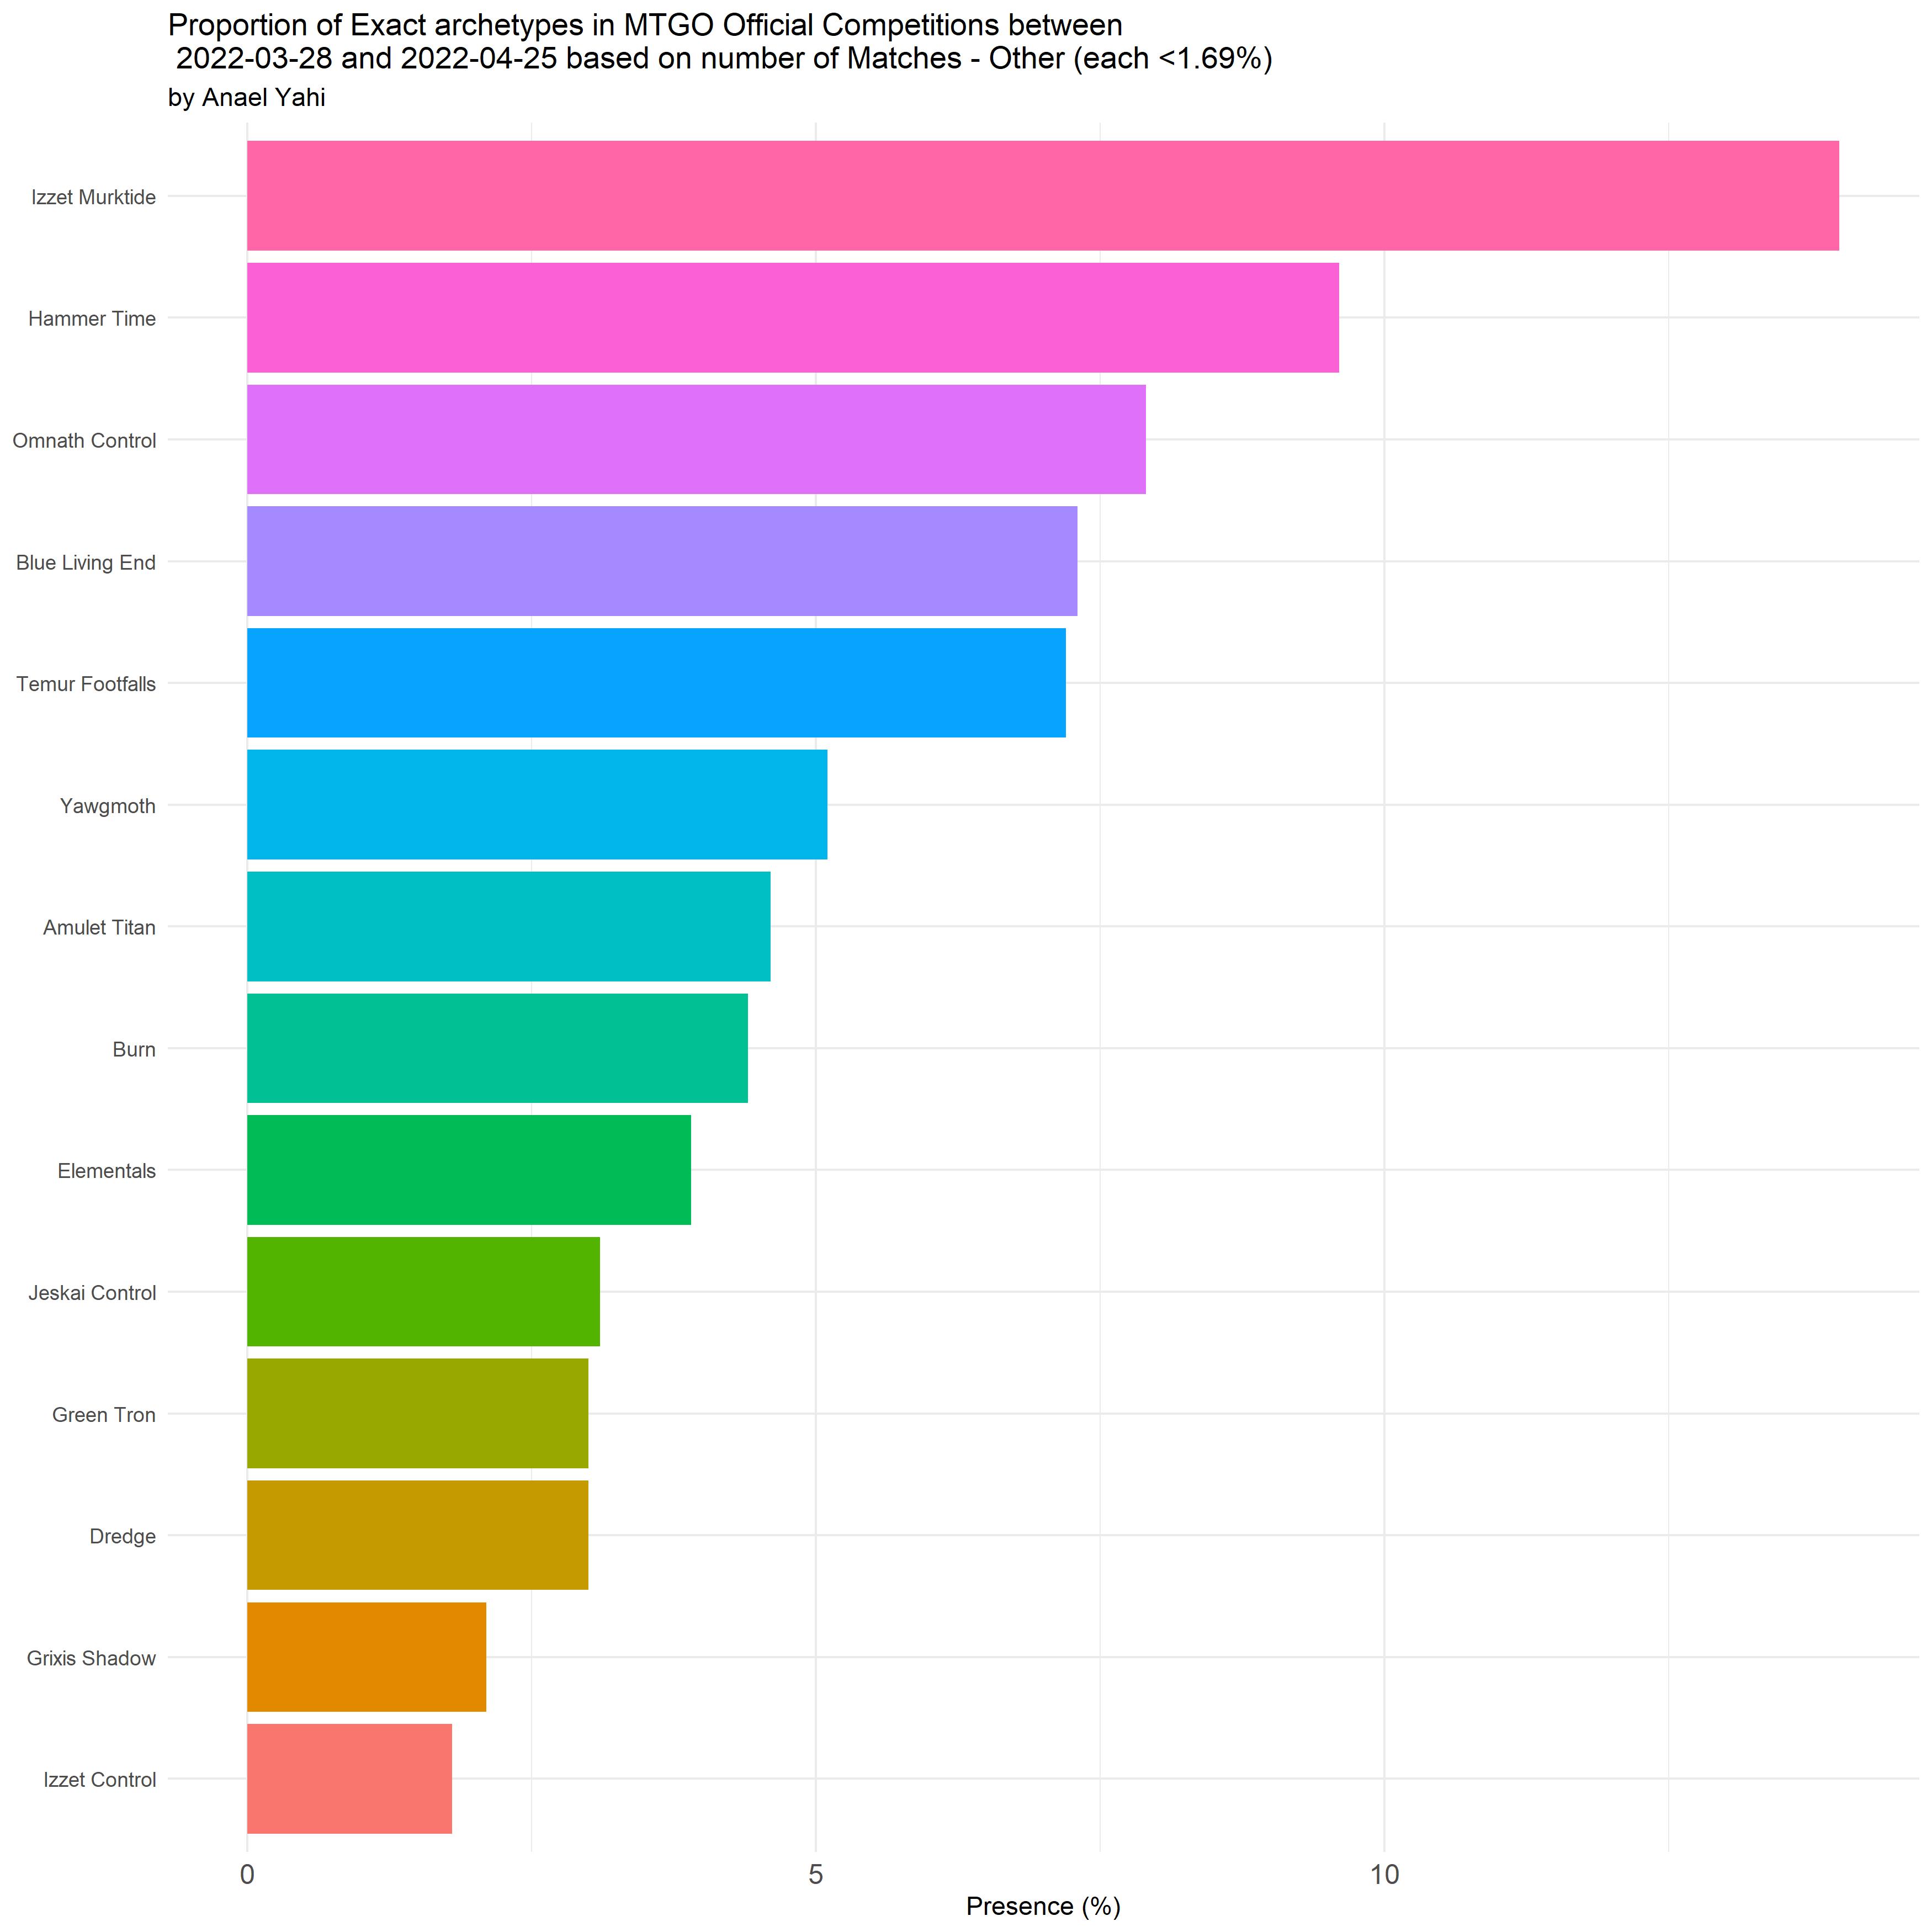 Proportion of Exact archetypes in MTGO Official Competitions between
2022-03-28 and 2022-04-25 based on number of Matches - Other (each <1.69%)
by Anael Yahi
Izzet Murktide
Hammer Time
Omnath Control
Blue Living End
Temur Footfalls
Yawgmoth
Amulet Titan
Burn
Elementals
Jeskai Control
Green Tron
Dredge
Grixis Shadow
Izzet Control
0 5 10
Presence (%)